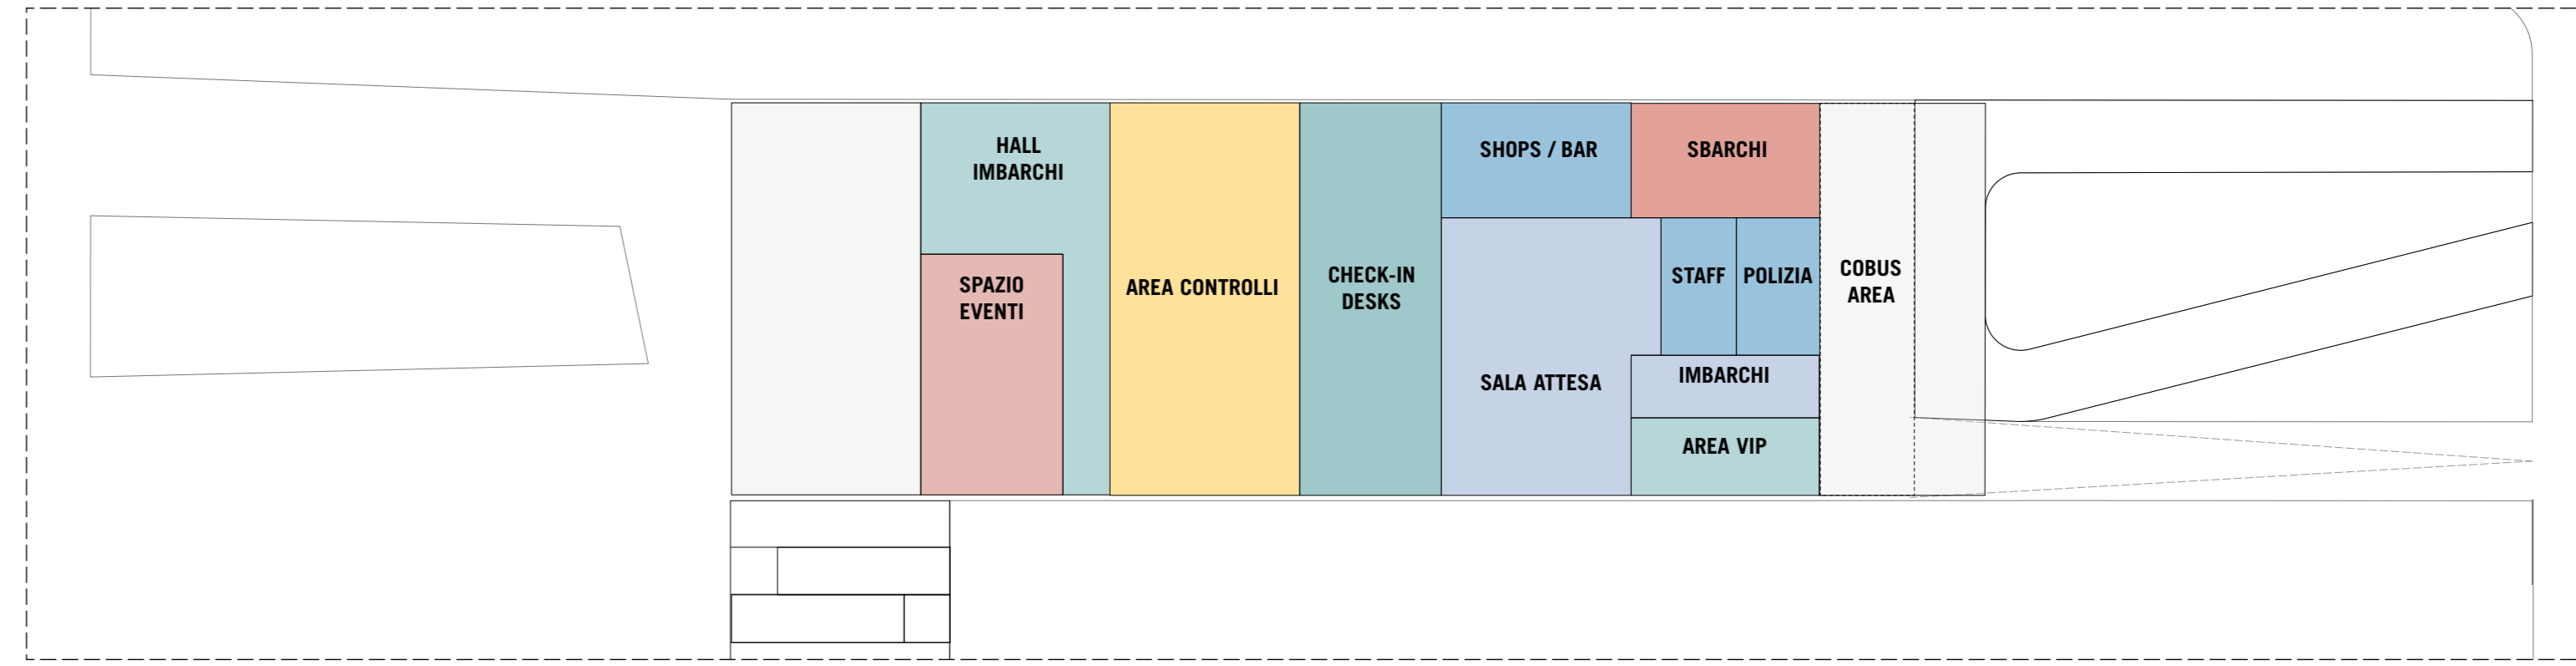 HALL
IMBARCHI
SPAZIO
EVENTI
AREA CONTROLLI
CHECK-IN
DESKS
SHOPS / BAR
SBARCHI
STAFF
POLIZIA
COBUS
AREA
SALA ATTESA
IMBARCHI
AREA VIP